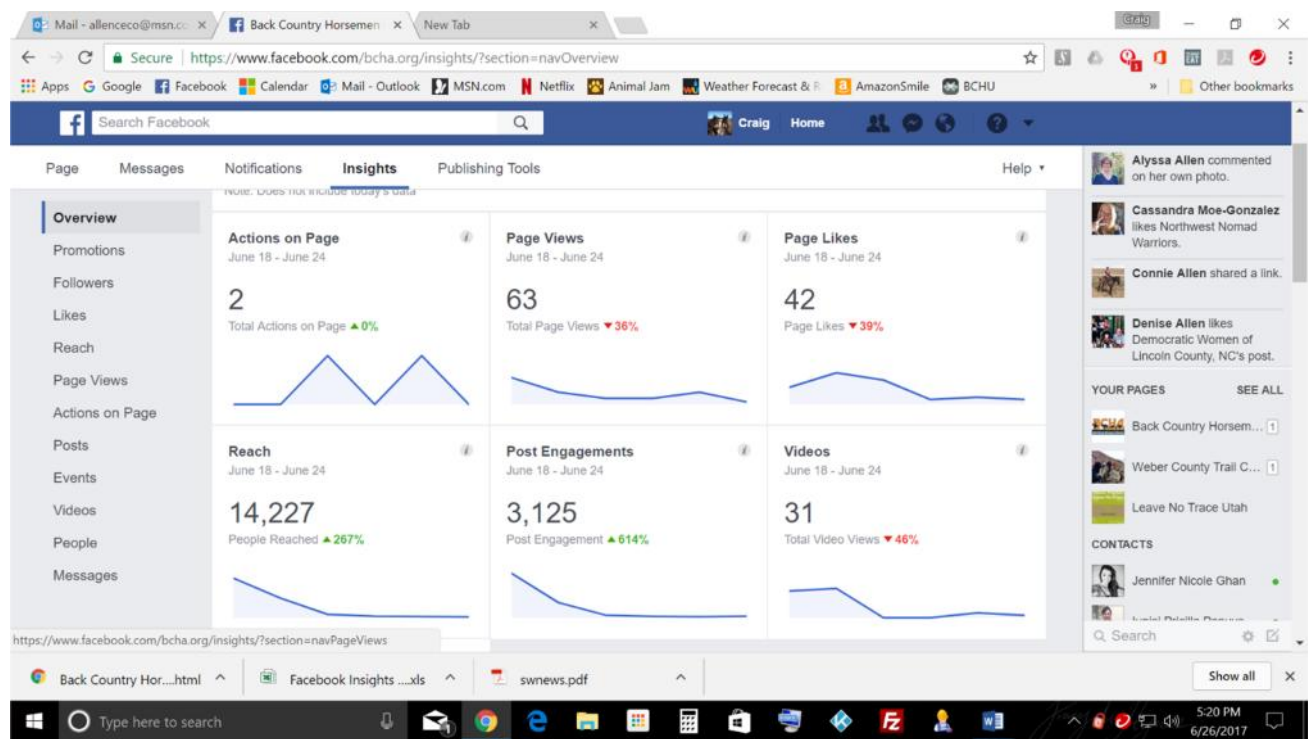 Mail - allenceco@msn.c
Back Country Horsemen
New Tab
Craig
Secure https://www.facebook.com/bcha.org/insights/?section=navOverview
Apps Google Facebook Calendar Mail - Outlook MSN.com Netflix Animal Jam Weather Forecast & R AmazonSmile BCHU » Other bookmarks
Search Facebook
Craig Home
Page Messages Notifications Insights Publishing Tools Help
Note: Does not include today's data
Overview
Promotions
Followers
Likes
Reach
Page Views
Actions on Page
Posts
Events
Videos
People
Messages
Actions on Page
June 18 - June 24
2
Total Actions on Page ▲0%
Page Views
June 18 - June 24
63
Total Page Views ▼36%
Page Likes
June 18 - June 24
42
Page Likes ▼39%
Reach
June 18 - June 24
14,227
People Reached ▲267%
Post Engagements
June 18 - June 24
3,125
Post Engagement ▲614%
Videos
June 18 - June 24
31
Total Video Views ▼46%
Alyssa Allen commented
on her own photo.
Cassandra Moe-Gonzalez
likes Northwest Nomad
Warriors.
Connie Allen shared a link.
Denise Allen likes
Democratic Women of
Lincoln County, NC's post.
YOUR PAGES SEE ALL
Back Country Horsem... 1
Weber County Trail C... 1
Leave No Trace Utah
CONTACTS
Jennifer Nicole Ghan
Search
https://www.facebook.com/bcha.org/insights/?section=navPageViews
Back Country Hor....html
Facebook Insights ....xls
swnews.pdf
Show all
Type here to search
5:20 PM
6/26/2017